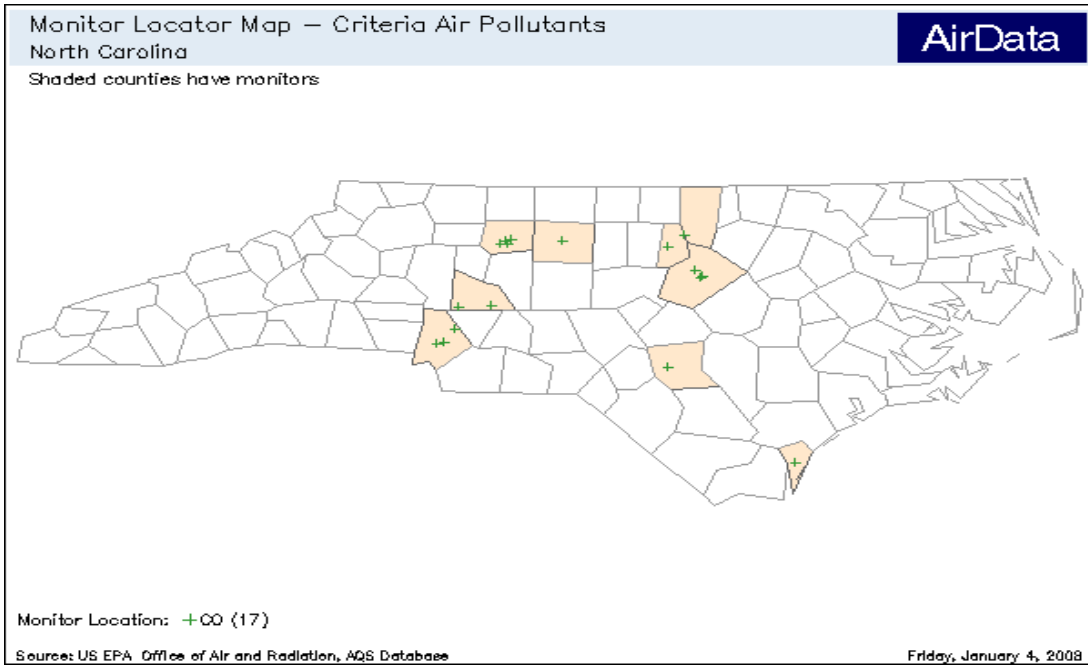 Monitor Locator Map – Criteria Air Pollutants
North Carolina
AirData
Shaded counties have monitors
Monitor Location: +CO (17)
Source: US EPA Office of Air and Radiation, AQS Database
Friday, January 4, 2008